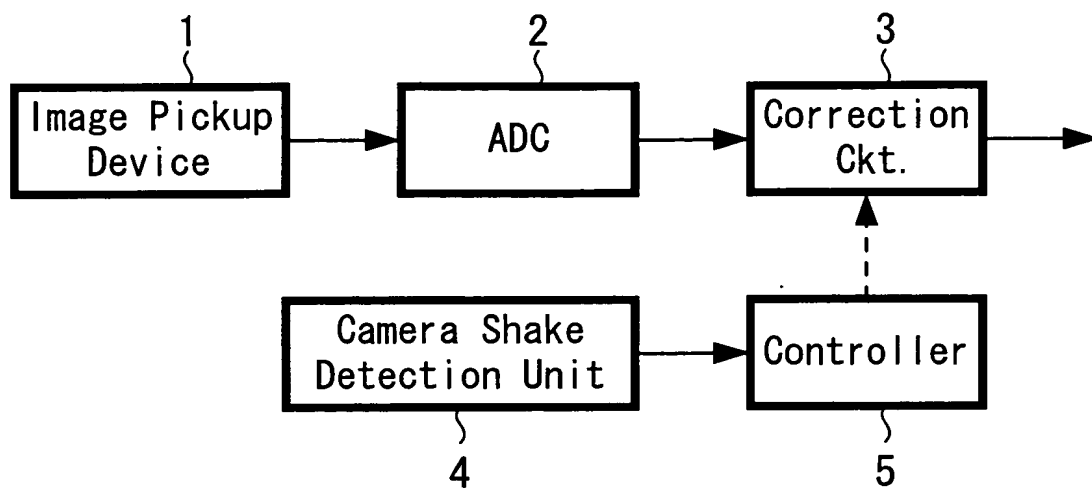 1
2
3
Image Pickup
Device
ADC
Correction
Ckt.
Camera Shake
Detection Unit
Controller
4
5